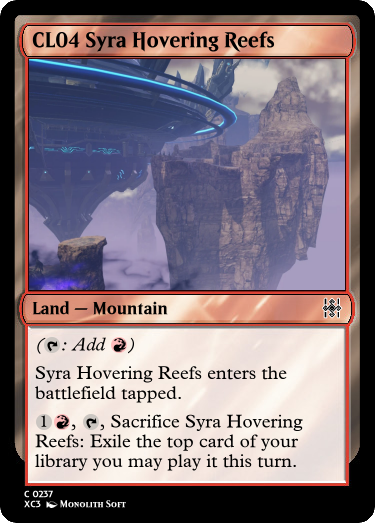 CL04 Syra Hovering Reefs
Land — Mountain
(: Add )
Syra Hovering Reefs enters the
battlefield tapped.
1 , , Sacrifice Syra Hovering
Reefs: Exile the top card of your
library you may play it this turn.
C 0237
XC3 Monolith Soft